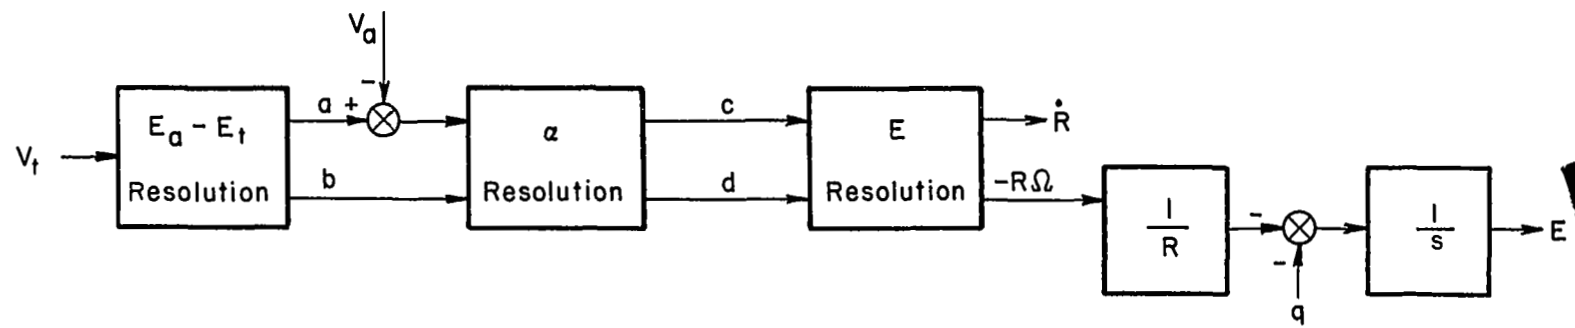 Vₐ
-
a +
c
Ṙ
Vₜ
Eₐ - Eₜ
Resolution
b
α
Resolution
d
E
Resolution
-RΩ
1
R
-
-
q
1
s
E